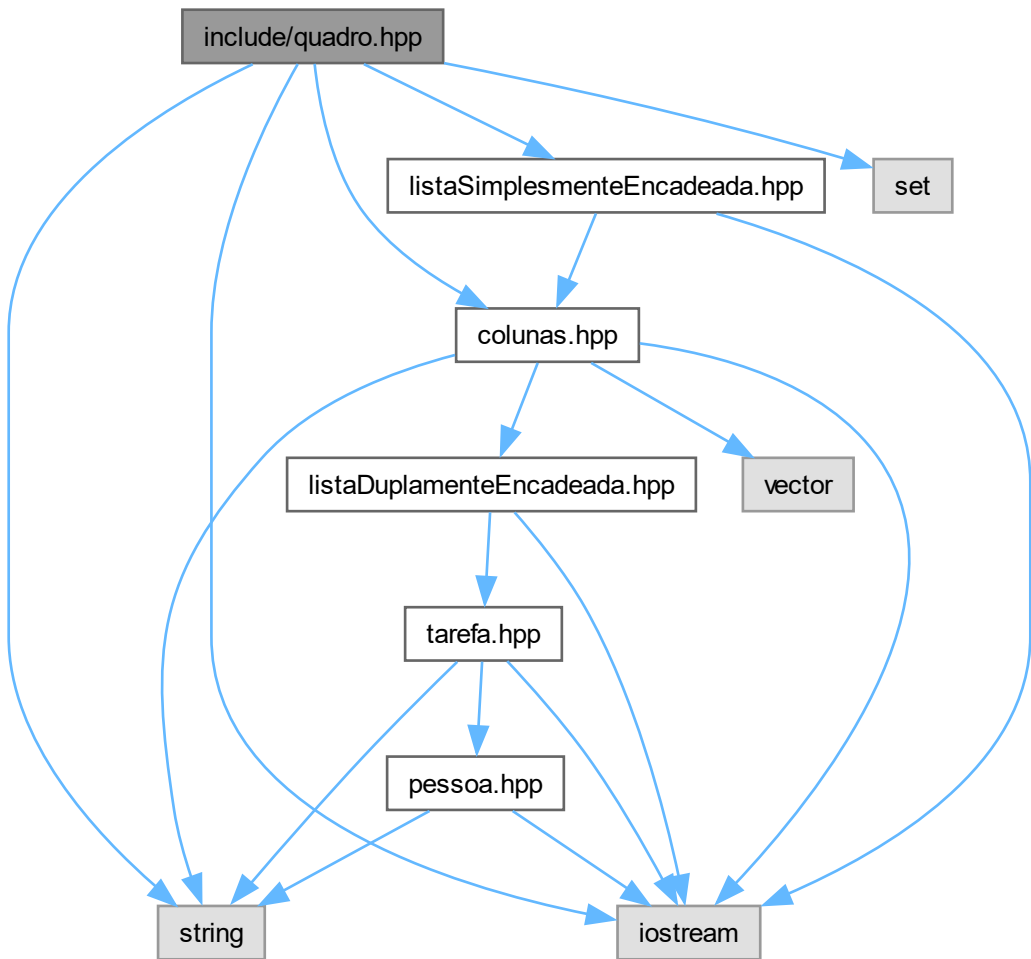 include/quadro.hpp
listaSimplesmenteEncadeada.hpp
set
colunas.hpp
listaDuplamenteEncadeada.hpp
vector
tarefa.hpp
pessoa.hpp
string
iostream